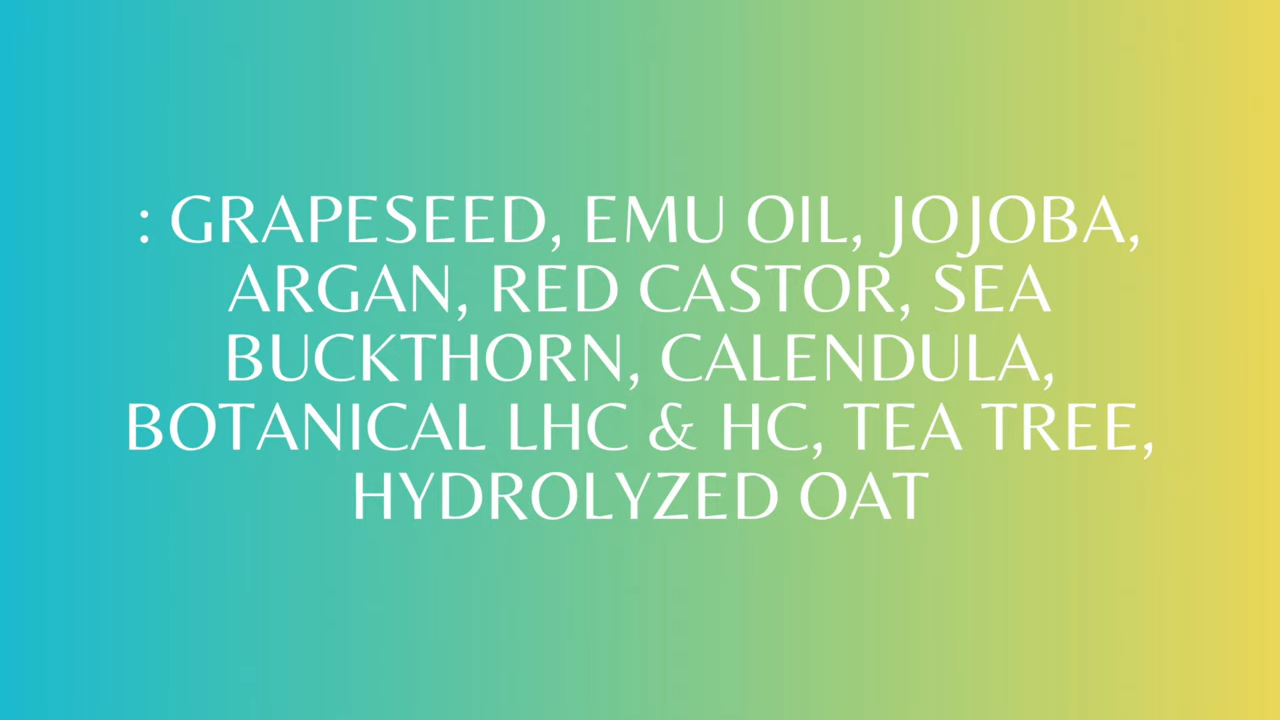 : GRAPESEED, EMU OIL, JOJOBA,
ARGAN, RED CASTOR, SEA
BUCKTHORN, CALENDULA,
BOTANICAL LHC & HC, TEA TREE,
HYDROLYZED OAT